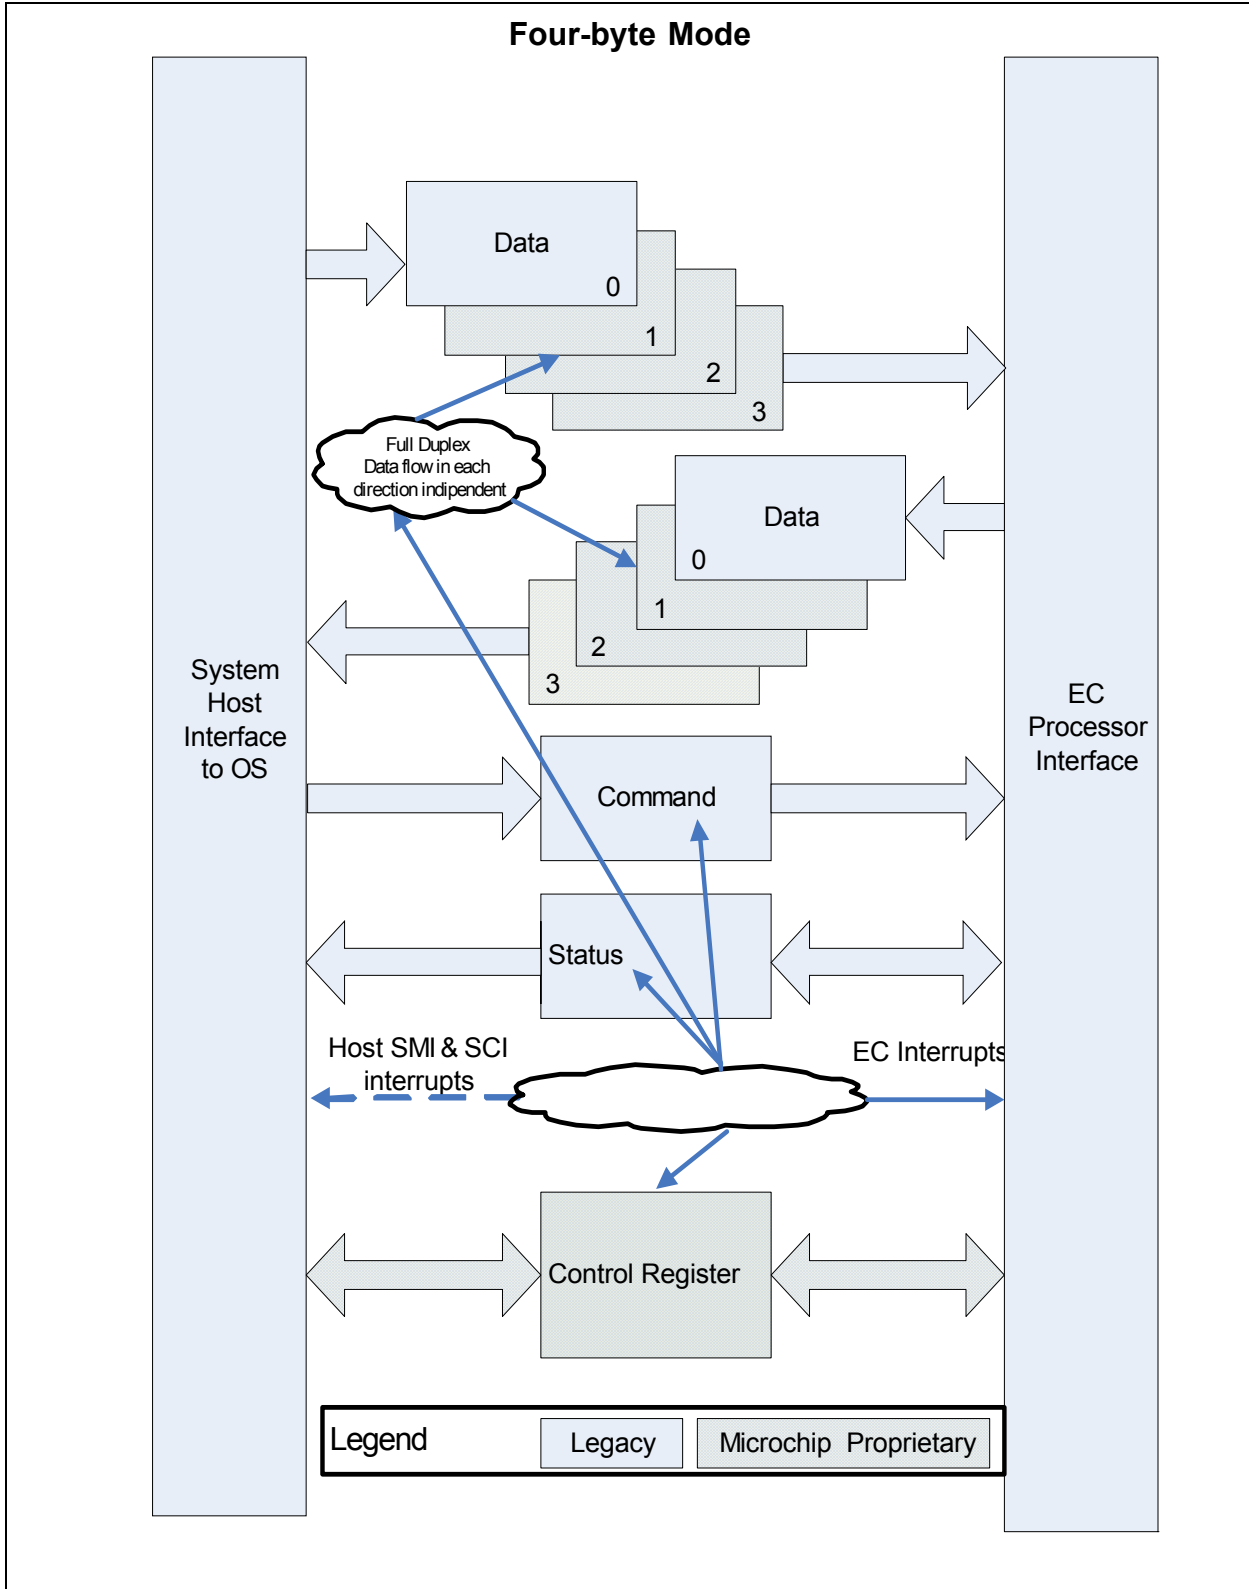 Four-byte Mode
Data
0
1
2
3
Full Duplex
Data flow in each
direction indipendent
Data
0
1
2
3
System
Host
Interface
to OS
EC
Processor
Interface
Command
Status
Host SMI & SCI
interrupts
EC Interrupts
Control Register
Legend
Legacy
Microchip Proprietary